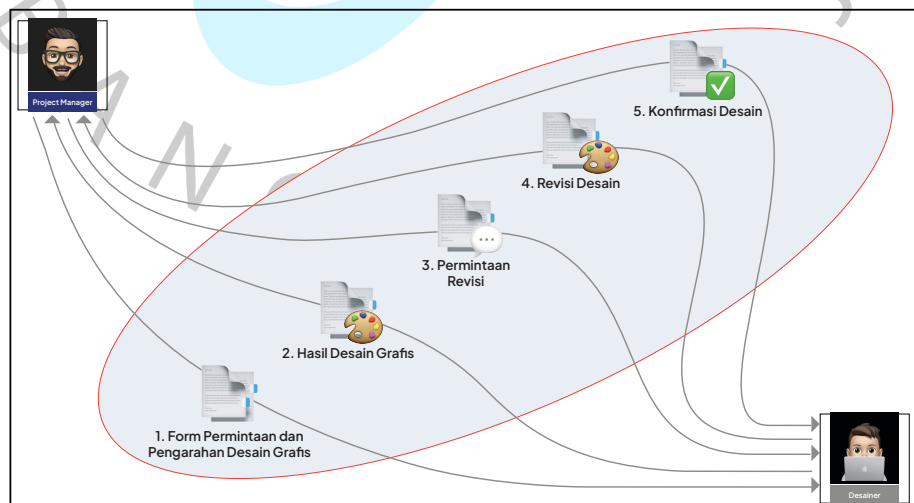 Project Manager
5. Konfirmasi Desain
4. Revisi Desain
3. Permintaan
Revisi
2. Hasil Desain Grafis
1. Form Permintaan dan
Pengarahan Desain Grafis
Desainer